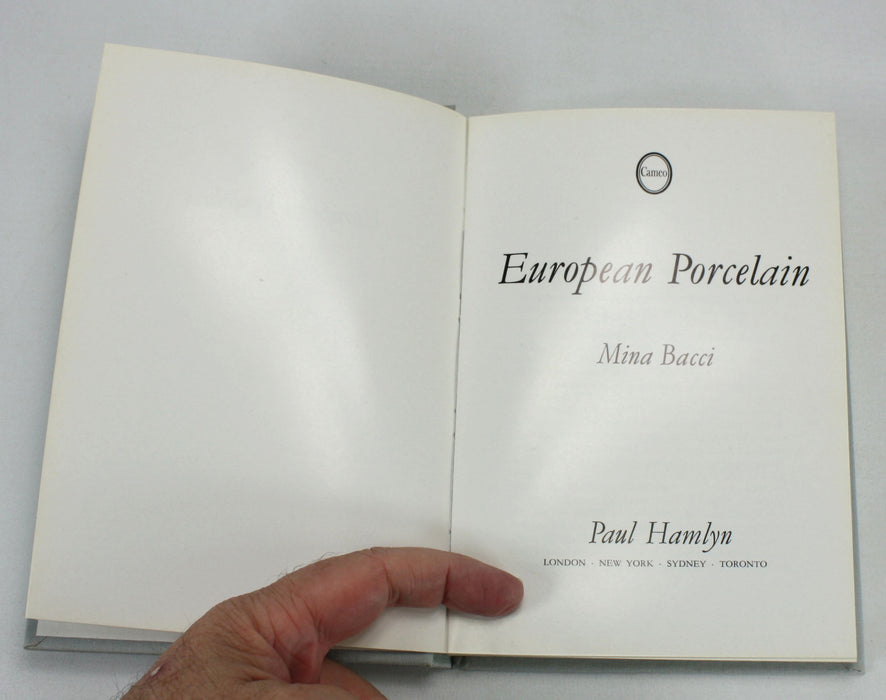 Cameo
European Porcelain
Mina Bacci
Paul Hamlyn
LONDON · NEW YORK · SYDNEY · TORONTO